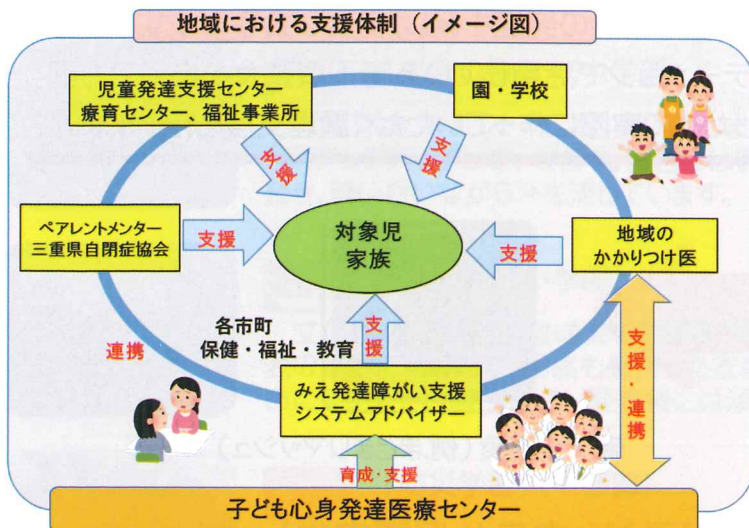 地域における支援体制（イメージ図）
児童発達支援センター
療育センター、福祉事業所
園・学校
支援
支援
ペアレントメンター
三重県自閉症協会
支援
対象児
家族
支援
地域の
かかりつけ医
各市町
保健・福祉・教育
連携
支援
支援・連携
みえ発達障がい支援
システムアドバイザー
育成・支援
子ども心身発達医療センター